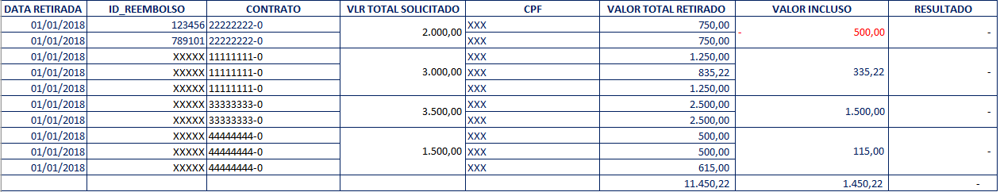 DATA RETIRADA ID_REEMBOLSO CONTRATO VLR TOTAL SOLICITADO CPF VALOR TOTAL RETIRADO VALOR INCLUSO RESULTADO
01/01/2018 123456 22222222-0 2.000,00 XXX 750,00 - 500,00 -
01/01/2018 789101 22222222-0 XXX 750,00
01/01/2018 XXXXX 11111111-0 XXX 1.250,00
01/01/2018 XXXXX 11111111-0 3.000,00 XXX 835,22 335,22 -
01/01/2018 XXXXX 11111111-0 XXX 1.250,00
01/01/2018 XXXXX 33333333-0 3.500,00 XXX 2.500,00 1.500,00 -
01/01/2018 XXXXX 33333333-0 XXX 2.500,00
01/01/2018 XXXXX 44444444-0 XXX 500,00
01/01/2018 XXXXX 44444444-0 1.500,00 XXX 500,00 115,00 -
01/01/2018 XXXXX 44444444-0 XXX 615,00
11.450,22 1.450,22 -